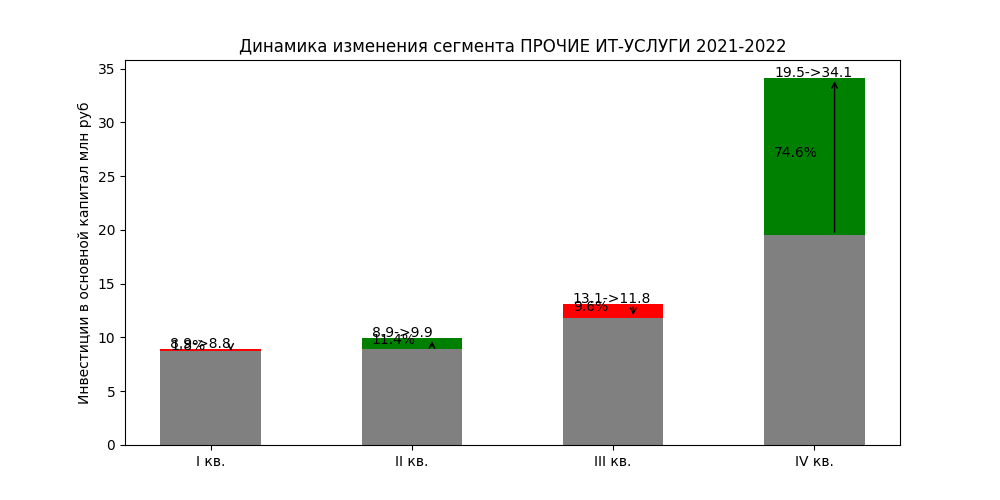 Динамика изменения сегмента ПРОЧИЕ ИТ-УСЛУГИ 2021-2022
Инвестиции в основной капитал млн руб
35
30
25
20
15
10
5
0
8.9->8.8
8.9->9.9
11.4%
13.1->11.8
9.6%
19.5->34.1
74.6%
I кв.
II кв.
III кв.
IV кв.